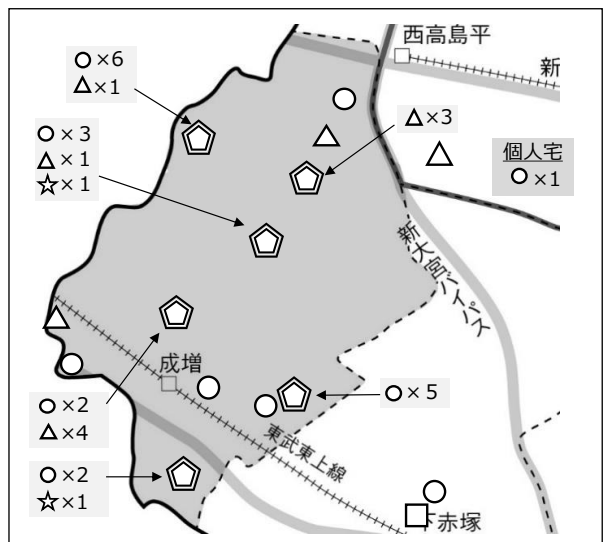 ○×6
△×1
西高島平
新
○×3
△×1
☆×1
△×3
個人宅
○×1
新大宮バイパス
成増
○×2
△×4
○×5
東武東上線
○×2
☆×1
下赤塚